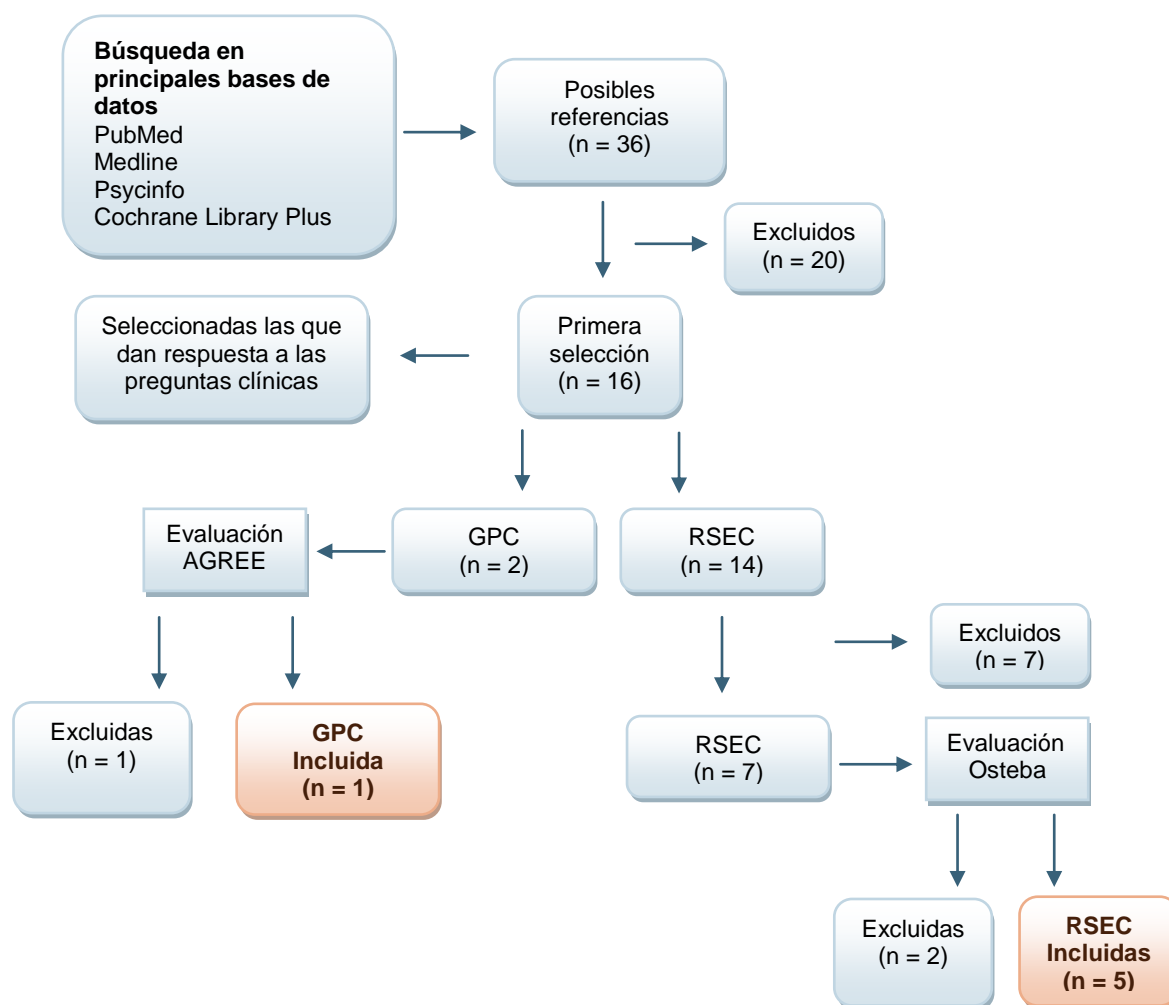 Búsqueda en
principales bases de
datos
PubMed
Medline
Psycinfo
Cochrane Library Plus
Posibles
referencias
(n = 36)
Excluidos
(n = 20)
Seleccionadas las que
dan respuesta a las
preguntas clínicas
Primera
selección
(n = 16)
Evaluación
AGREE
GPC
(n = 2)
RSEC
(n = 14)
Excluidos
(n = 7)
Excluidas
(n = 1)
GPC
Incluida
(n = 1)
RSEC
(n = 7)
Evaluación
Osteba
Excluidas
(n = 2)
RSEC
Incluidas
(n = 5)